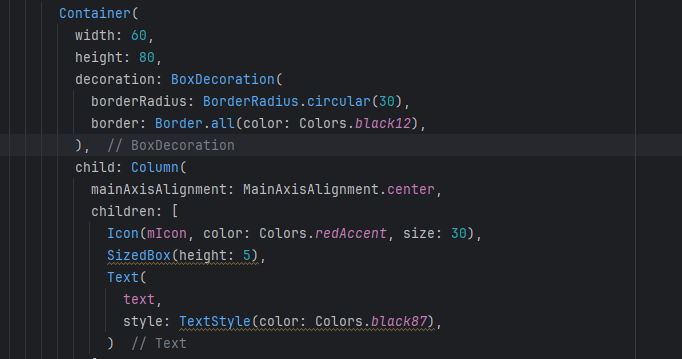 Container(
width: 60,
height: 80,
decoration: BoxDecoration(
borderRadius: BorderRadius.circular(30),
border: Border.all(color: Colors.black12),
), // BoxDecoration
child: Column(
mainAxisAlignment: MainAxisAlignment.center,
children: [
Icon(mIcon, color: Colors.redAccent, size: 30),
SizedBox(height: 5),
Text(
text,
style: TextStyle(color: Colors.black87),
) // Text